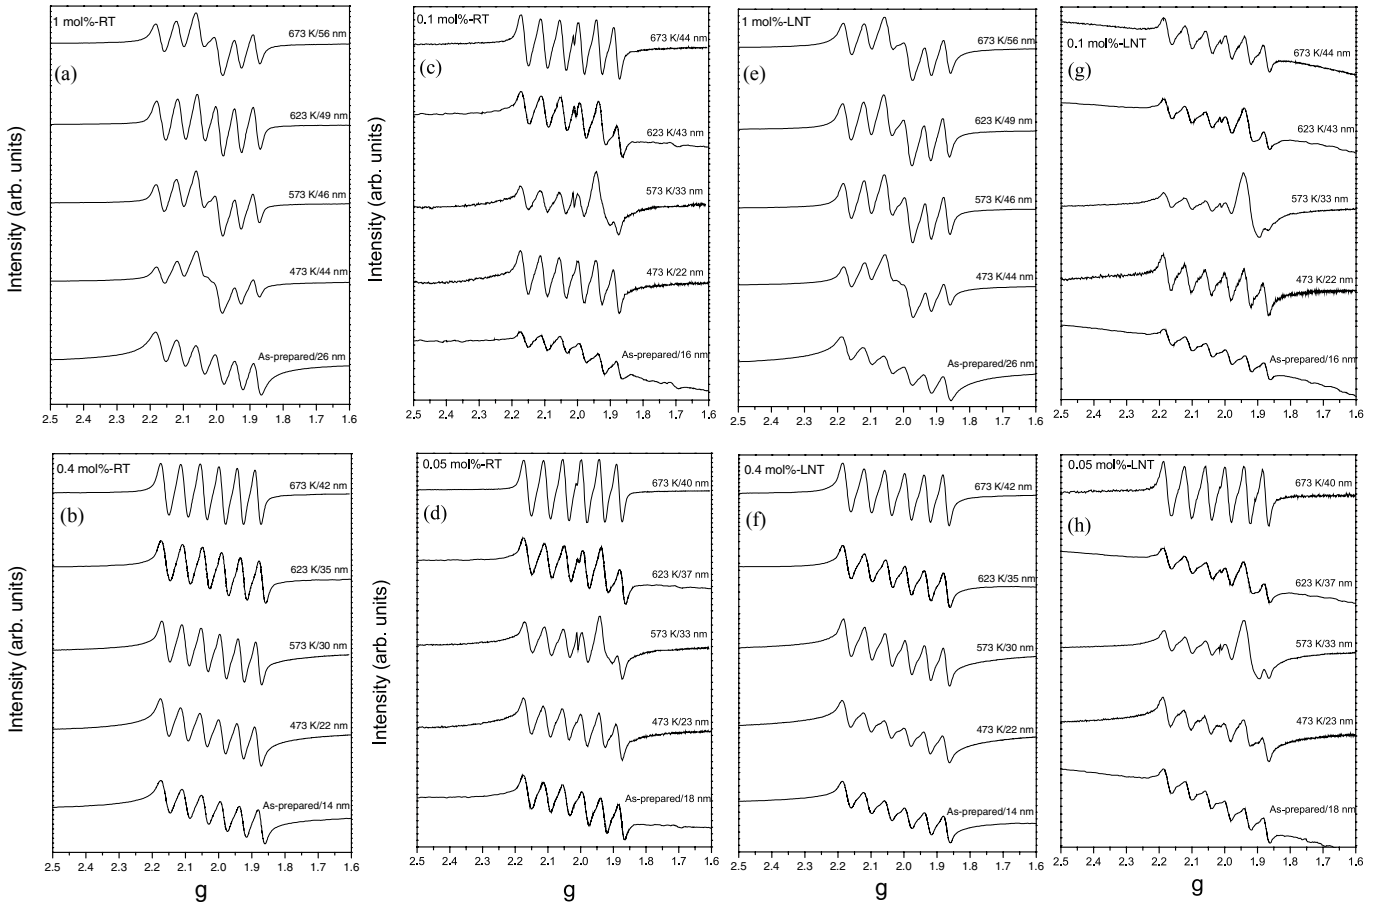 1 mol%-RT
673 K/56 nm
(a)
623 K/49 nm
573 K/46 nm
473 K/44 nm
As-prepared/26 nm
2.5 2.4 2.3 2.2 2.1 2.0 1.9 1.8 1.7 1.6
Intensity (arb. units)
0.1 mol%-RT
673 K/44 nm
(c)
623 K/43 nm
573 K/33 nm
473 K/22 nm
As-prepared/16 nm
2.5 2.4 2.3 2.2 2.1 2.0 1.9 1.8 1.7 1.6
Intensity (arb. units)
1 mol%-LNT
673 K/56 nm
(e)
623 K/49 nm
573 K/46 nm
473 K/44 nm
As-prepared/26 nm
2.5 2.4 2.3 2.2 2.1 2.0 1.9 1.8 1.7 1.6
0.1 mol%-LNT
673 K/44 nm
(g)
623 K/43 nm
573 K/33 nm
473 K/22 nm
As-prepared/16 nm
2.5 2.4 2.3 2.2 2.1 2.0 1.9 1.8 1.7 1.6
0.4 mol%-RT
673 K/42 nm
(b)
623 K/35 nm
573 K/30 nm
473 K/22 nm
As-prepared/14 nm
2.5 2.4 2.3 2.2 2.1 2.0 1.9 1.8 1.7 1.6
Intensity (arb. units)
g
0.05 mol%-RT
673 K/40 nm
(d)
623 K/37 nm
573 K/33 nm
473 K/23 nm
As-prepared/18 nm
2.5 2.4 2.3 2.2 2.1 2.0 1.9 1.8 1.7 1.6
Intensity (arb. units)
g
0.4 mol%-LNT
673 K/42 nm
(f)
623 K/35 nm
573 K/30 nm
473 K/22 nm
As-prepared/14 nm
2.5 2.4 2.3 2.2 2.1 2.0 1.9 1.8 1.7 1.6
g
0.05 mol%-LNT
673 K/40 nm
(h)
623 K/37 nm
573 K/33 nm
473 K/23 nm
As-prepared/18 nm
2.5 2.4 2.3 2.2 2.1 2.0 1.9 1.8 1.7 1.6
g